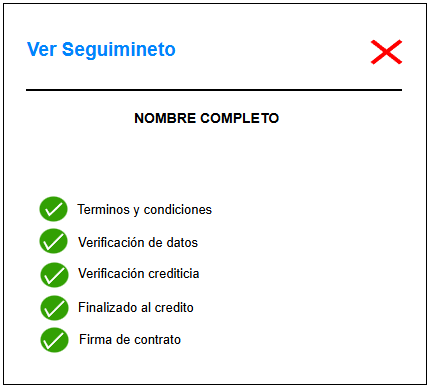 Ver Seguimineto
NOMBRE COMPLETO
Terminos y condiciones
Verificación de datos
Verificación crediticia
Finalizado al credito
Firma de contrato